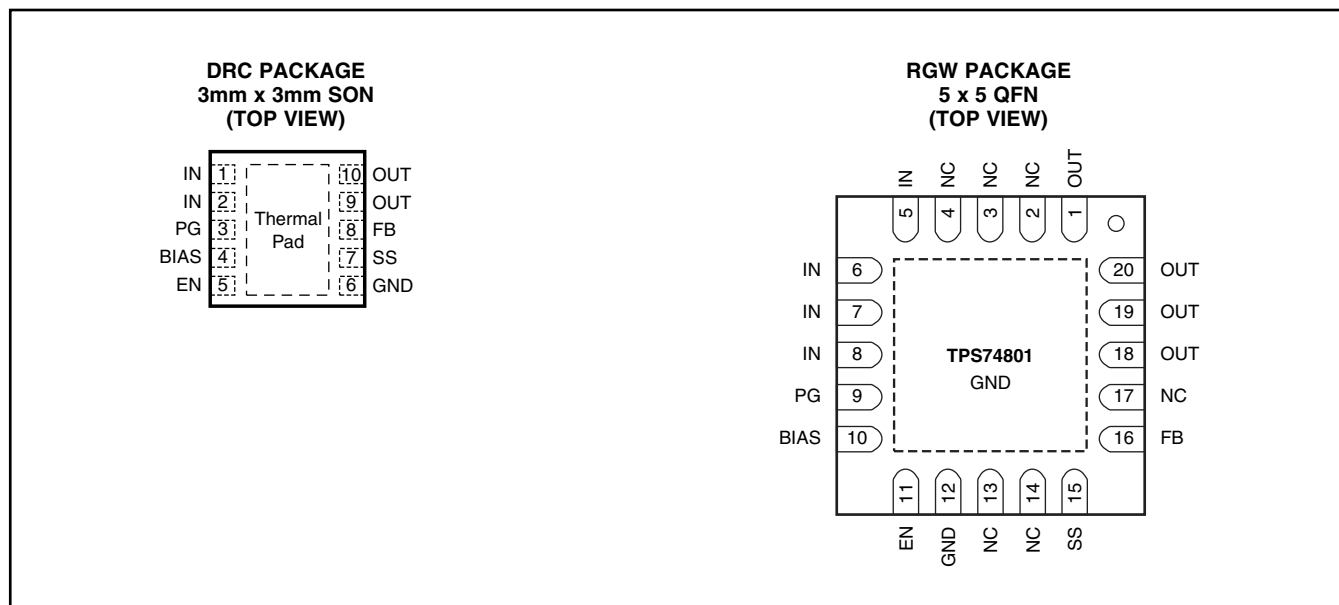 DRC PACKAGE
3mm x 3mm SON
(TOP VIEW)
IN 1 10 OUT
IN 2 9 OUT
PG 3 8 FB
BIAS 4 7 SS
EN 5 6 GND
Thermal
Pad
RGW PACKAGE
5 x 5 QFN
(TOP VIEW)
IN NC NC NC OUT
5 4 3 2 1
IN 6 20 OUT
IN 7 19 OUT
IN 8 18 OUT
PG 9 17 NC
BIAS 10 16 FB
TPS74801
GND
11 12 13 14 15
EN GND NC NC SS